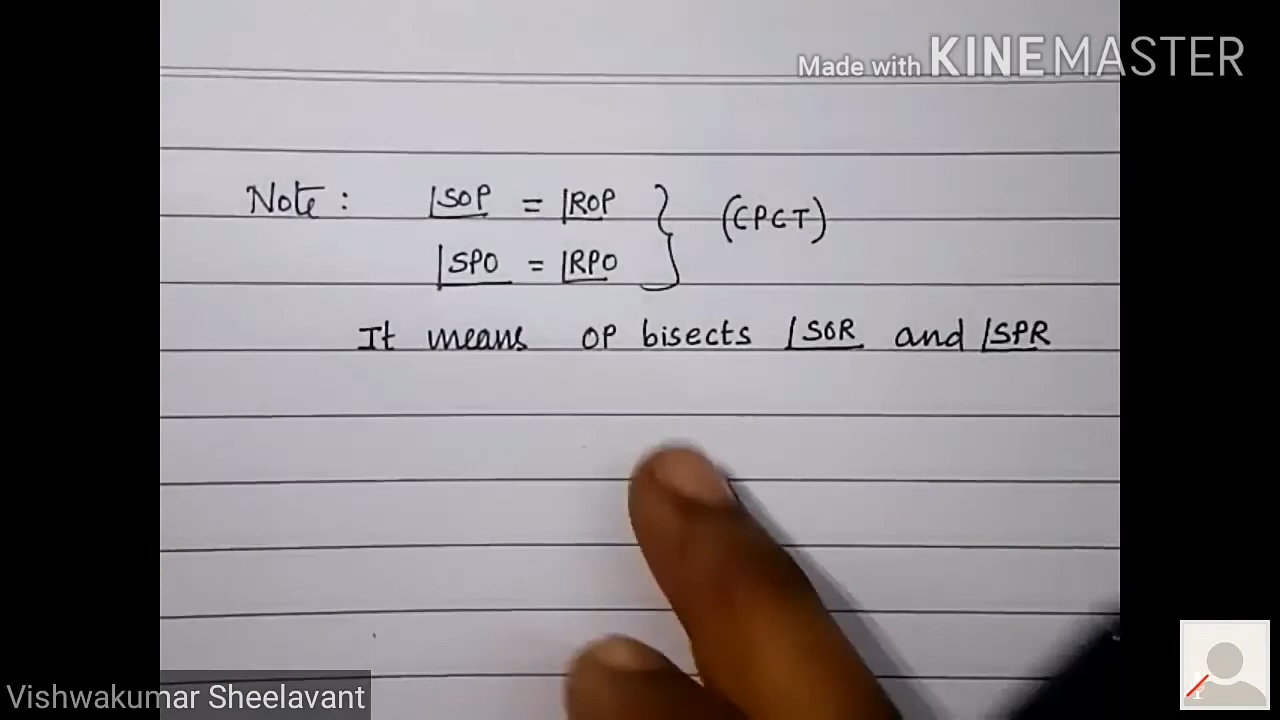 Made with KINEMASTER
Note : ∠SOP = ∠ROP } (CPCT)
∠SPO = ∠RPO
It means OP bisects ∠SOR and ∠SPR
Vishwakumar Sheelavant